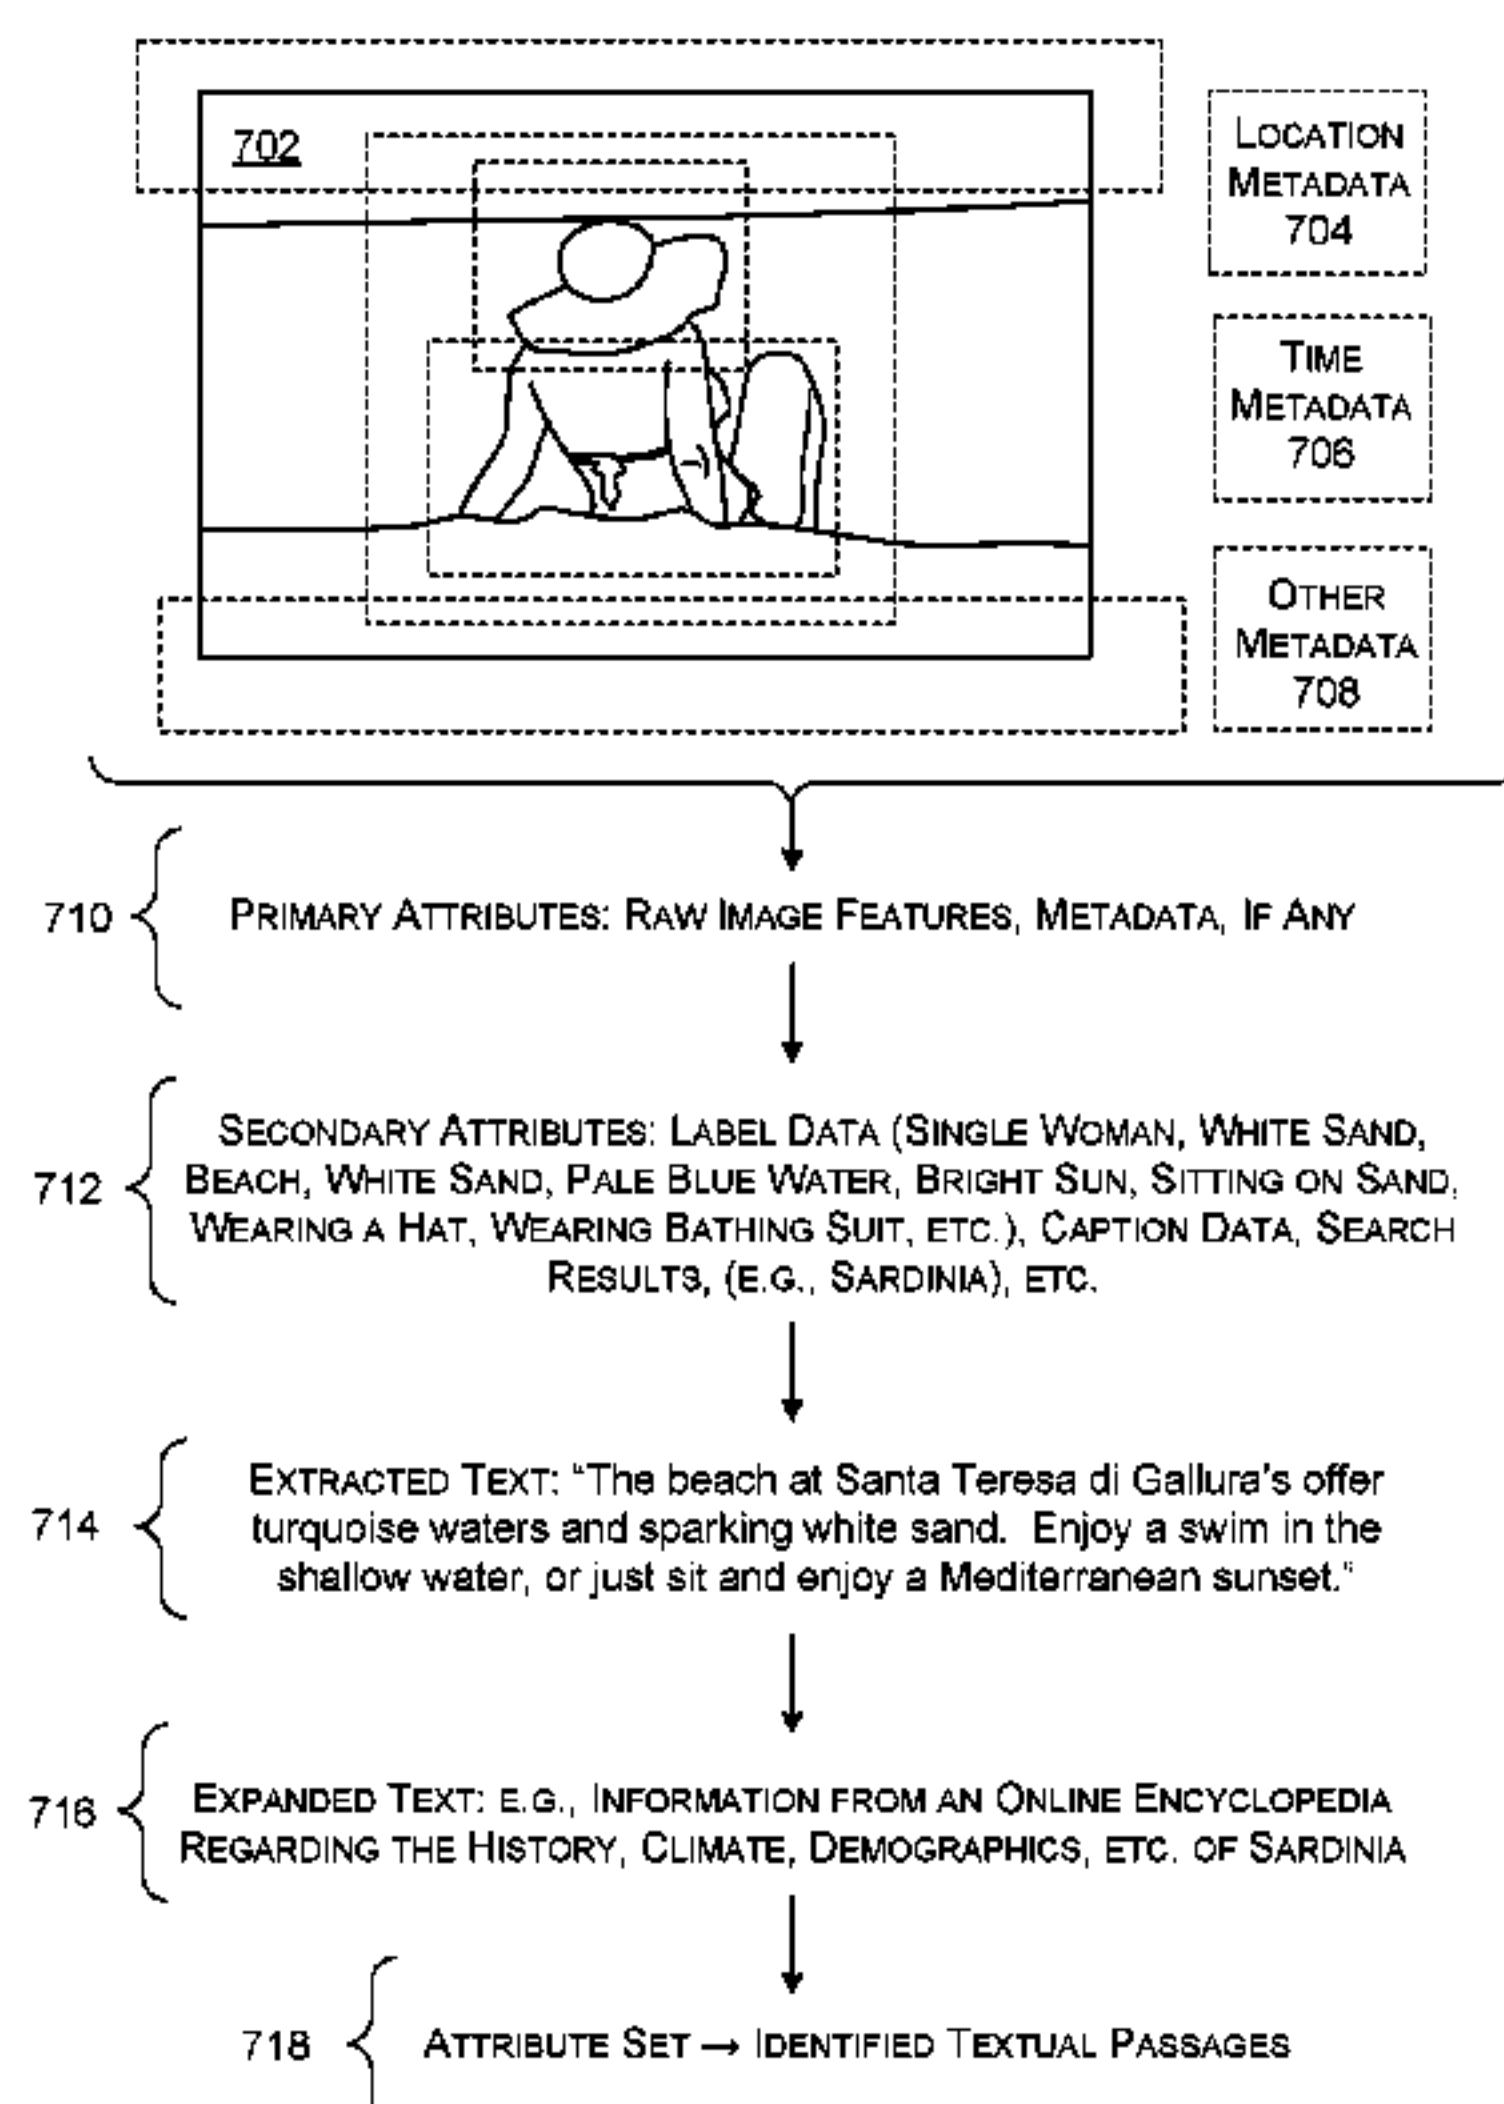 702
LOCATION
METADATA
704
TIME
METADATA
706
OTHER
METADATA
708
710
PRIMARY ATTRIBUTES: RAW IMAGE FEATURES, METADATA, IF ANY
712
SECONDARY ATTRIBUTES: LABEL DATA (SINGLE WOMAN, WHITE SAND,
BEACH, WHITE SAND, PALE BLUE WATER, BRIGHT SUN, SITTING ON SAND,
WEARING A HAT, WEARING BATHING SUIT, ETC.), CAPTION DATA, SEARCH
RESULTS, (E.G., SARDINIA), ETC.
714
EXTRACTED TEXT: "The beach at Santa Teresa di Gallura's offer
turquoise waters and sparking white sand. Enjoy a swim in the
shallow water, or just sit and enjoy a Mediterranean sunset."
716
EXPANDED TEXT: E.G., INFORMATION FROM AN ONLINE ENCYCLOPEDIA
REGARDING THE HISTORY, CLIMATE, DEMOGRAPHICS, ETC. OF SARDINIA
718
ATTRIBUTE SET → IDENTIFIED TEXTUAL PASSAGES